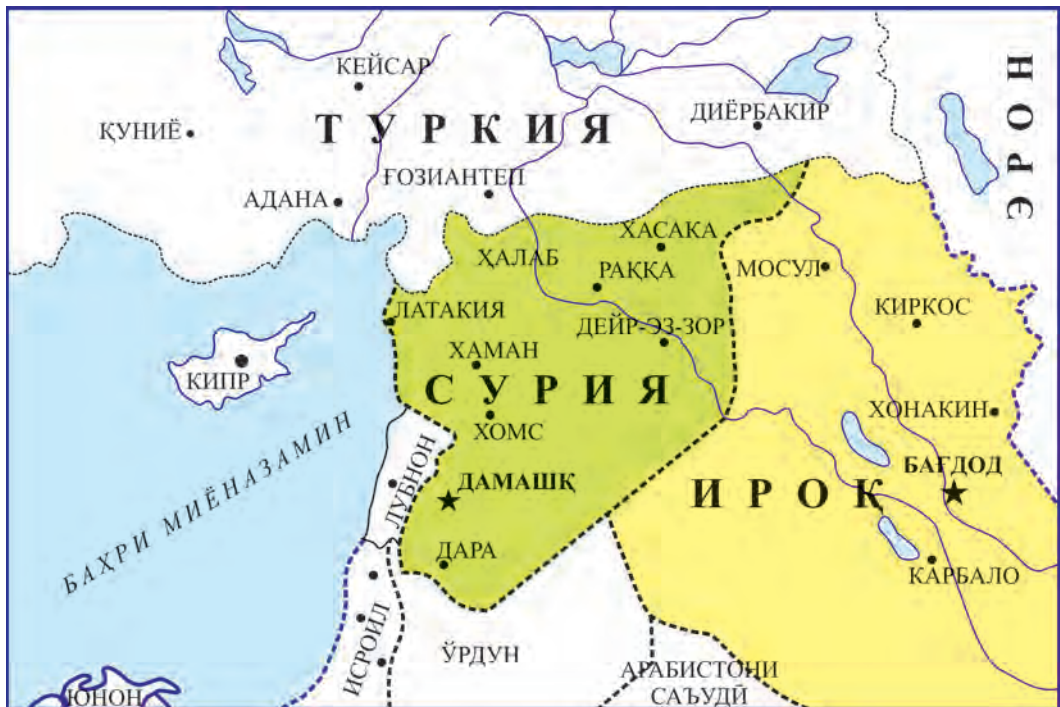 КЕЙСАР
ДИЁРБАКИР
ҚУНИЁ
ТУРКИЯ
ЭРОН
ҒОЗИАНТЕП
АДАНА
ХАСАКА
ҲАЛАБ
РАҚҚА
МОСУЛ
ЛАТАКИЯ
КИРКОС
ДЕЙР-ЭЗ-ЗОР
ХАМАН
КИПР
СУРИЯ
ХОНАКИН
ХОМС
БАҒДОД
ДАМАШҚ
ИРОҚ
ЛУБНОН
БАҲРИ МИЁНАЗАМИН
ДАРА
КАРБАЛО
ИСРОИЛ
ЎРДУН
АРАБИСТОНИ
САЪУДӢ
ЮНОН